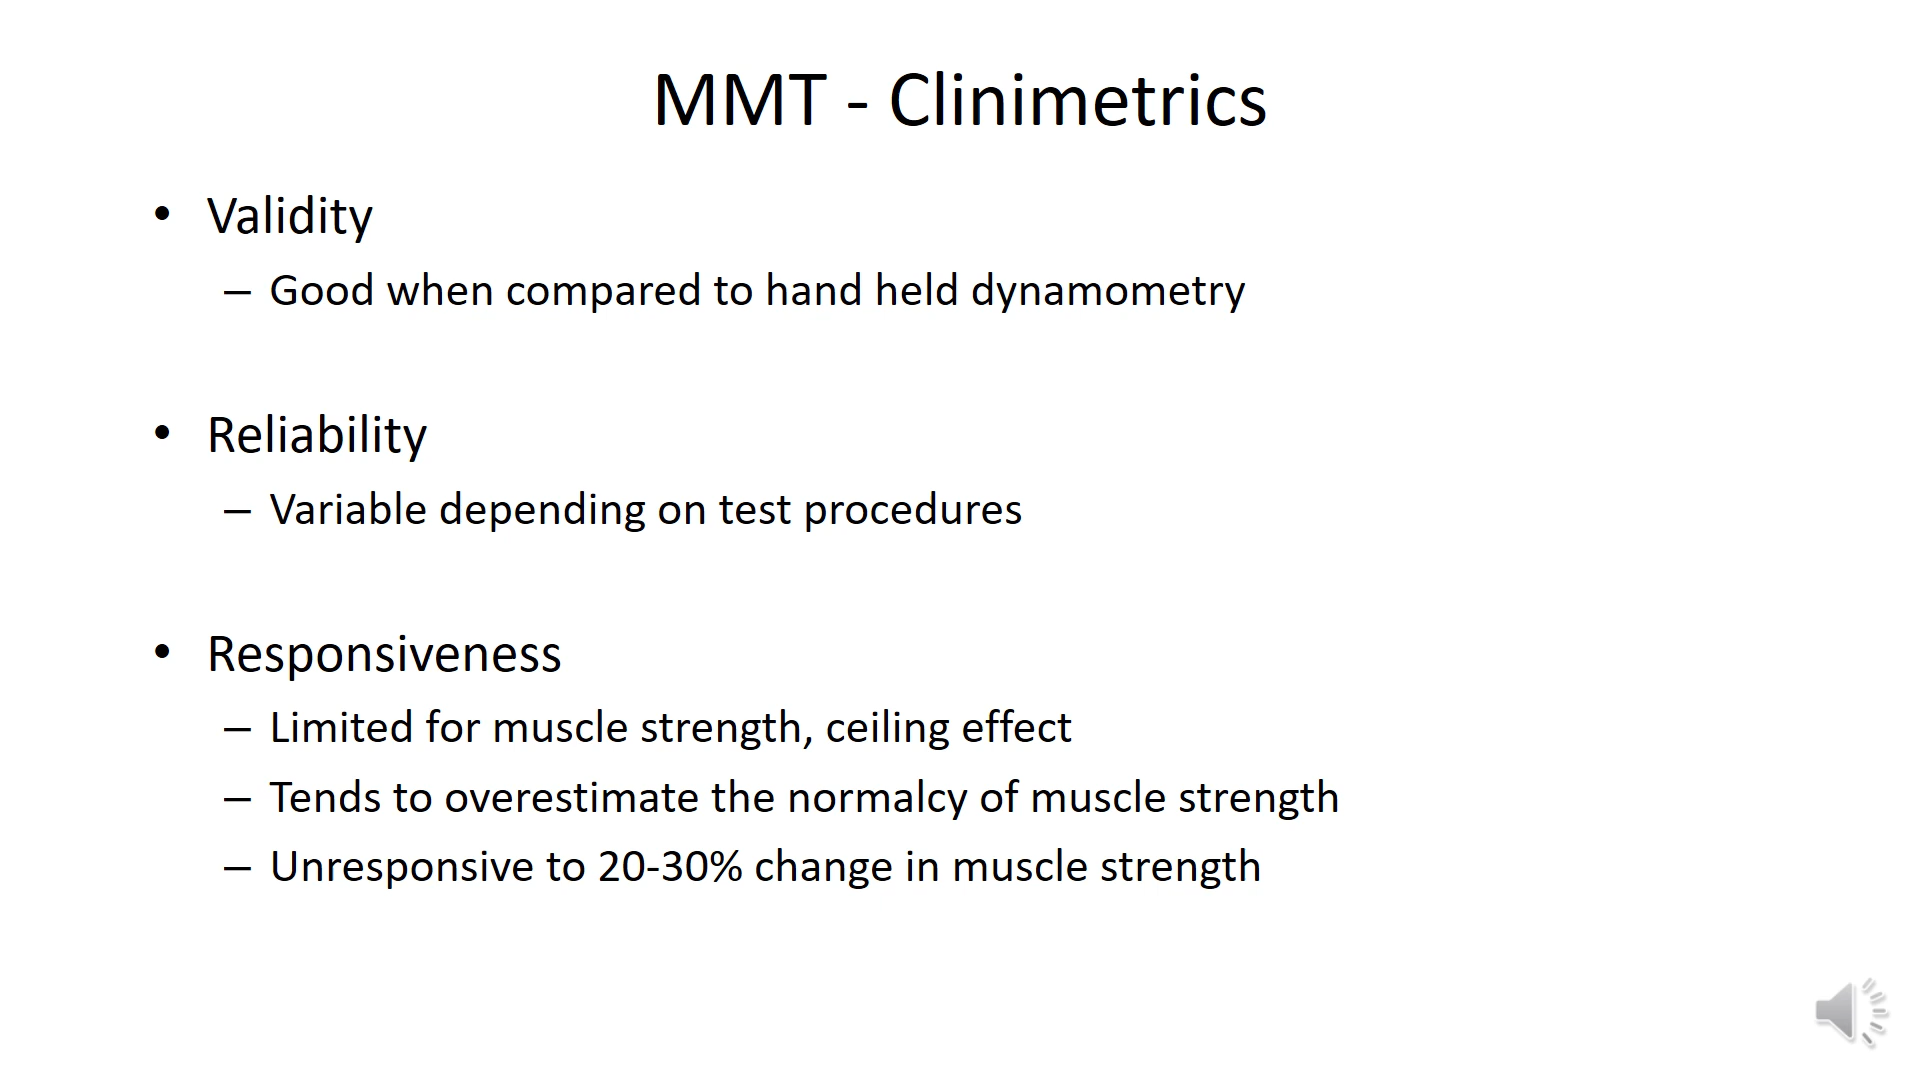 MMT - Clinimetrics
• Validity
– Good when compared to hand held dynamometry
• Reliability
– Variable depending on test procedures
• Responsiveness
– Limited for muscle strength, ceiling effect
– Tends to overestimate the normalcy of muscle strength
– Unresponsive to 20-30% change in muscle strength